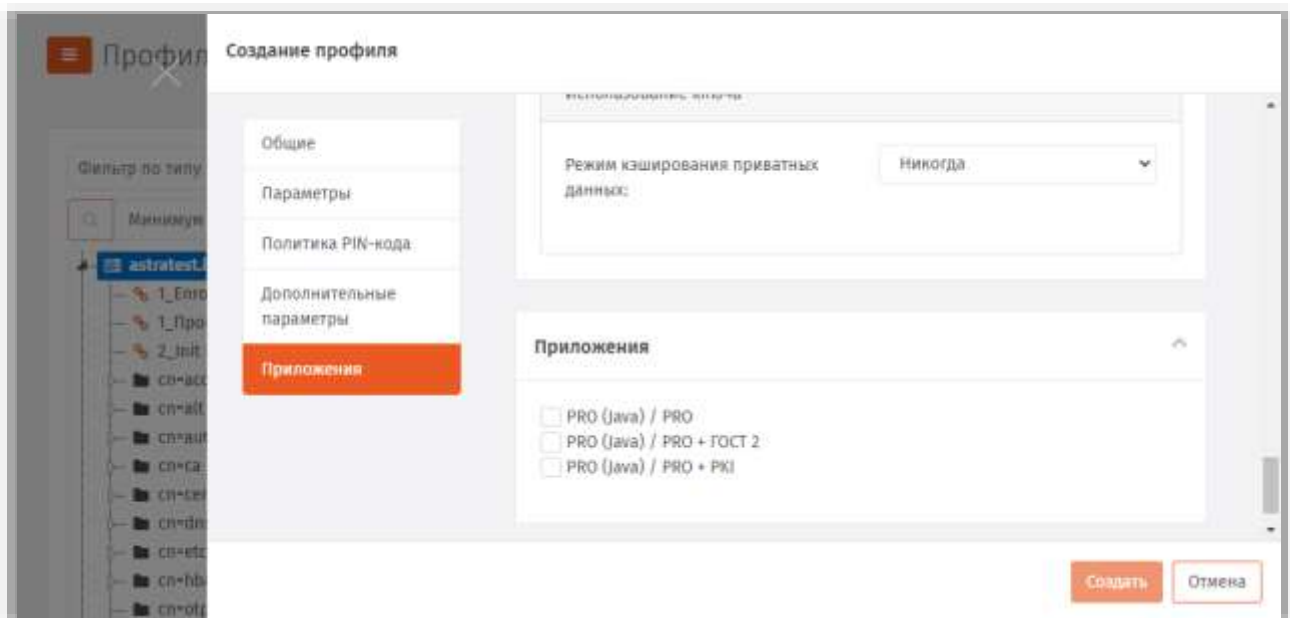 Профил
Создание профиля
использование ключа
Фильтр по типу
Минимум
astratest.
1_Enro
1_Про
2_Init
cn=acc
cn=alt
cn=aut
cn=ca
cn=cer
cn=dn
cn=etc
cn=hb
cn=otp
Общие
Параметры
Политика PIN-кода
Дополнительные
параметры
Приложения
Режим кэширования приватных
данных:
Никогда
Приложения
PRO (Java) / PRO
PRO (Java) / PRO + ГОСТ 2
PRO (Java) / PRO + PKI
Создать
Отмена